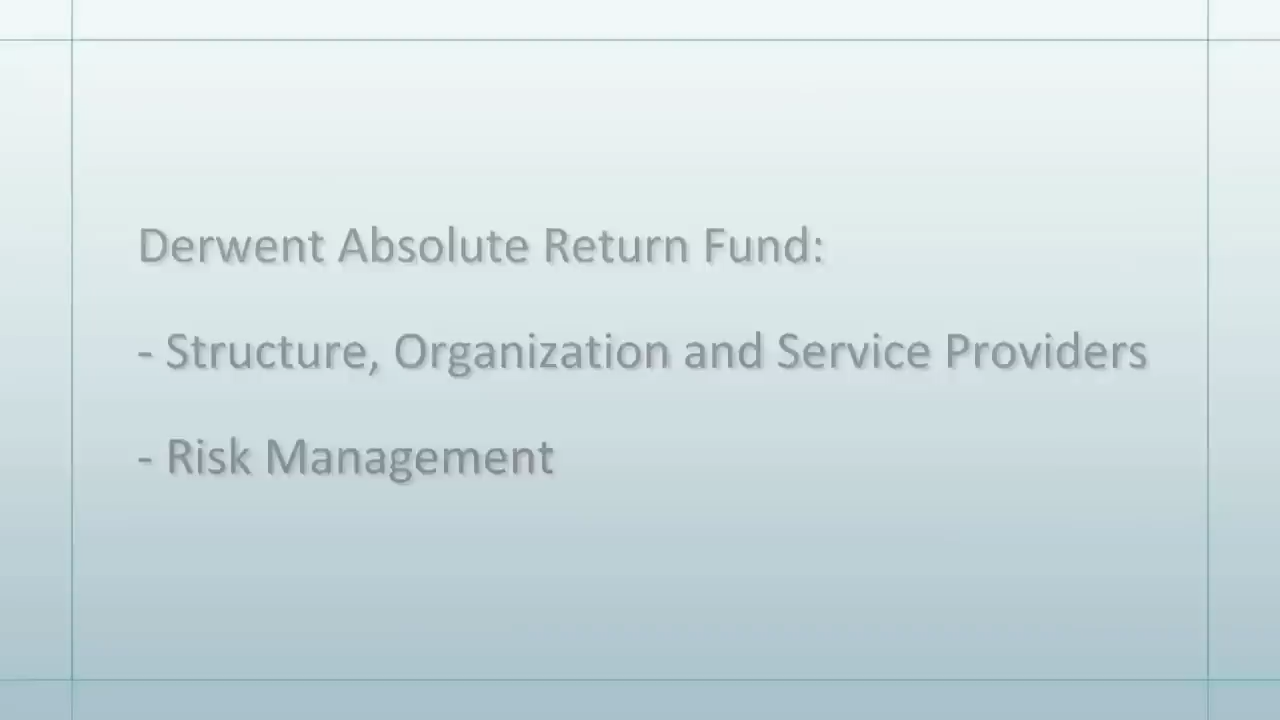 Derwent Absolute Return Fund:
- Structure, Organization and Service Providers
- Risk Management